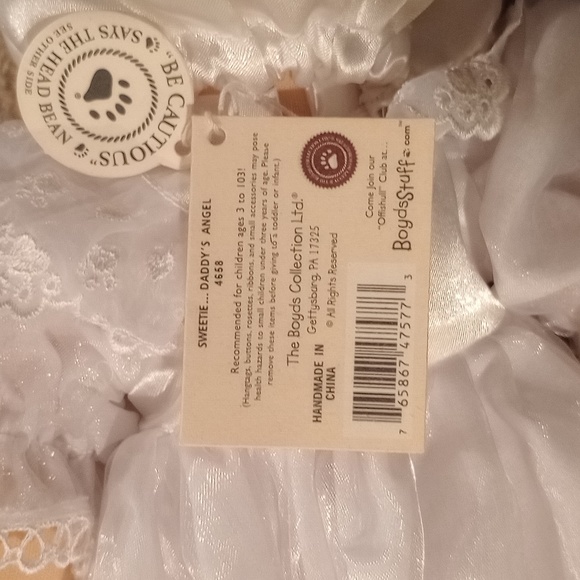 "BE CAUTIOUS"
SAYS THE HEAD BEAN
SEE OTHER SIDE
SWEETIE... DADDY'S ANGEL
4658
Recommended for children ages 3 to 103!
(Hangtags, buttons, rosettes, ribbons, and small accessories may pose
health hazards to small children under three years of age. Please
remove these items before giving to a toddler or infant.)
The Boyds Collection Ltd.®
Gettysburg, PA 17325
© All Rights Reserved
HANDMADE IN
CHINA
Come Join our
"Offishull" Club at...
BoydsStuff.com™
7 65867 47577 3